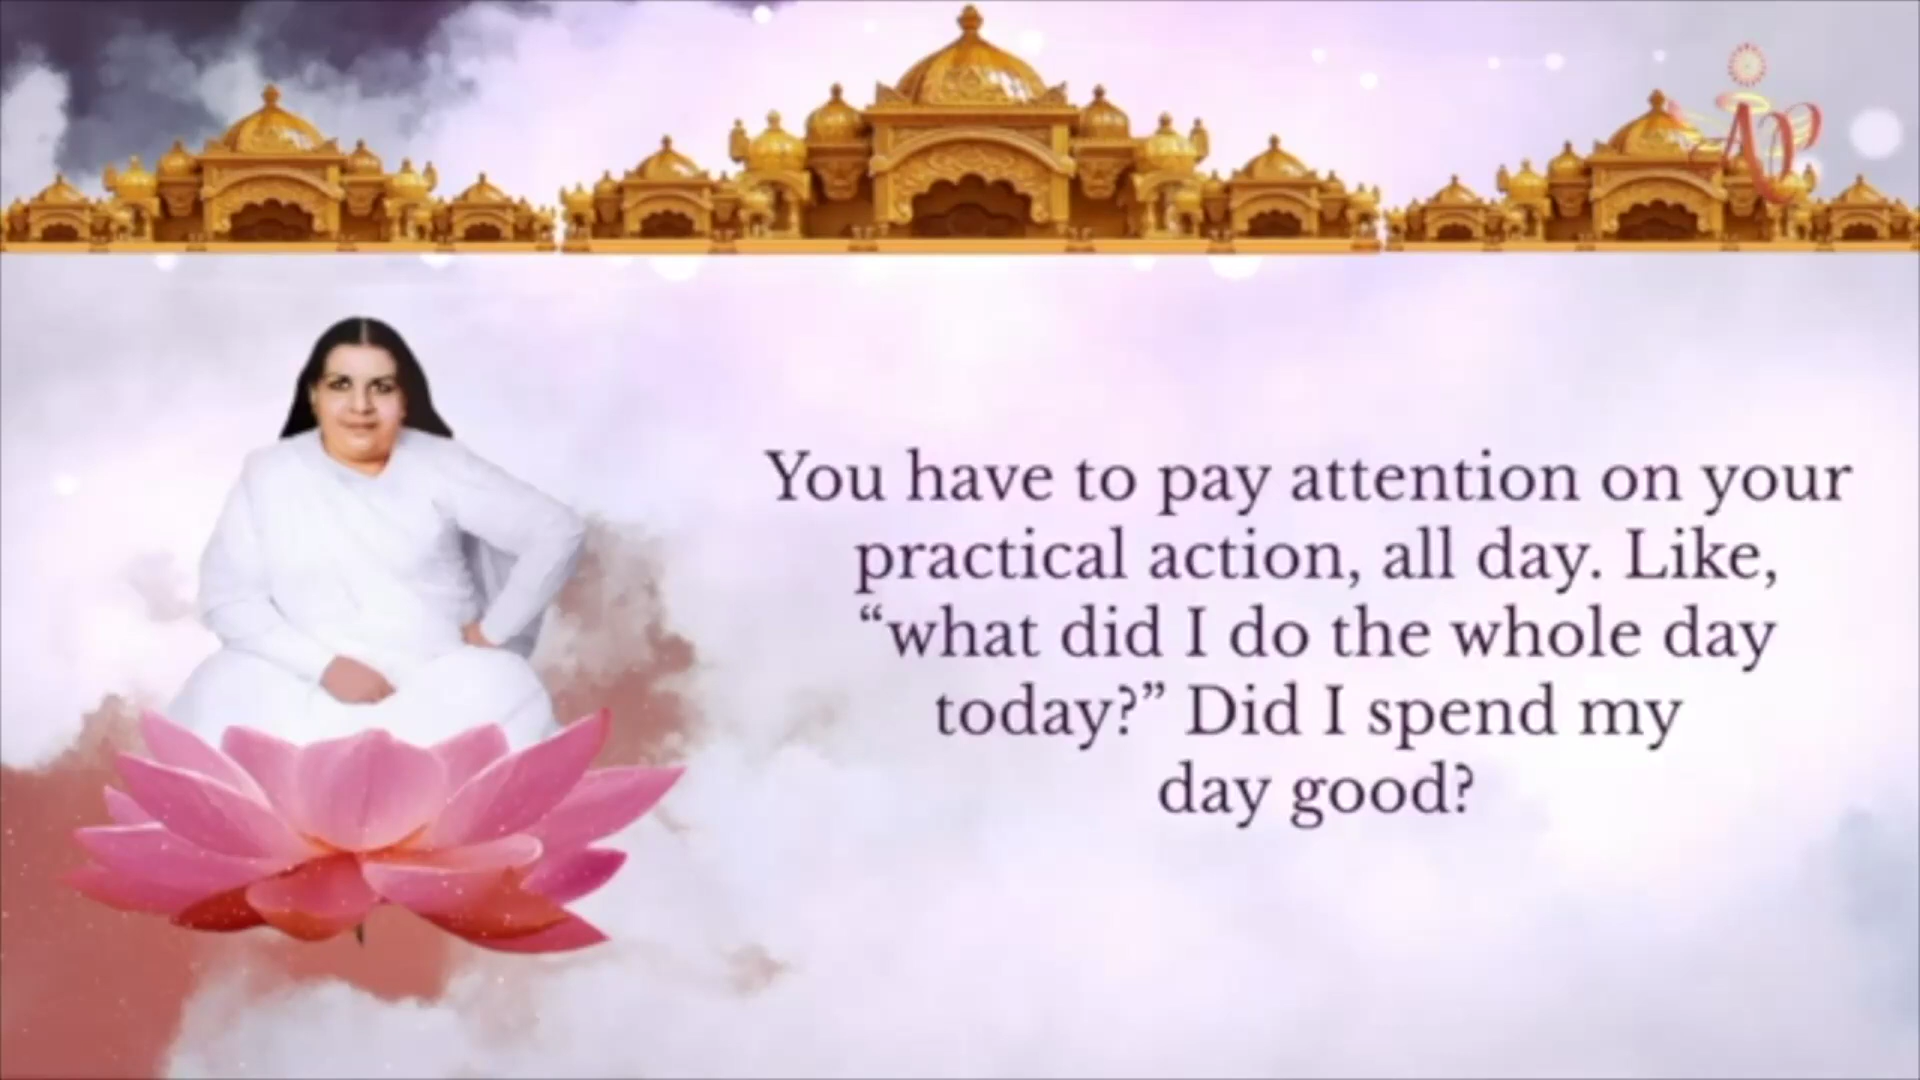 You have to pay attention on your
practical action, all day. Like,
“what did I do the whole day
today?” Did I spend my
day good?